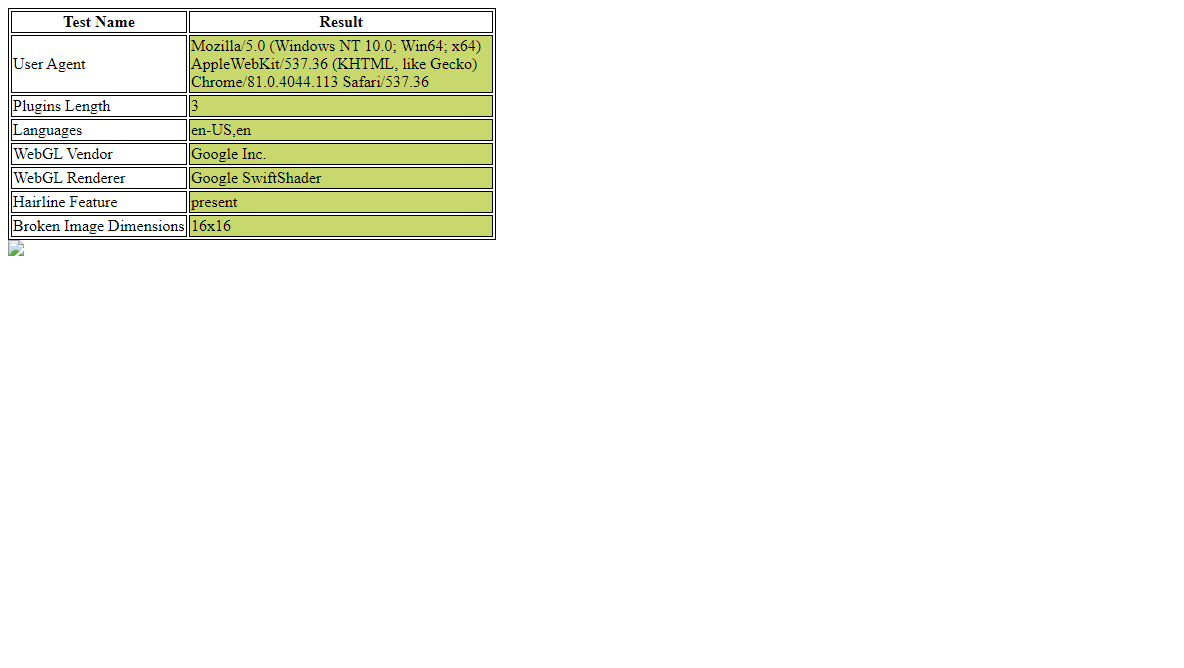 Test Name Result
User Agent Mozilla/5.0 (Windows NT 10.0; Win64; x64)
AppleWebKit/537.36 (KHTML, like Gecko)
Chrome/81.0.4044.113 Safari/537.36
Plugins Length 3
Languages en-US,en
WebGL Vendor Google Inc.
WebGL Renderer Google SwiftShader
Hairline Feature present
Broken Image Dimensions 16x16